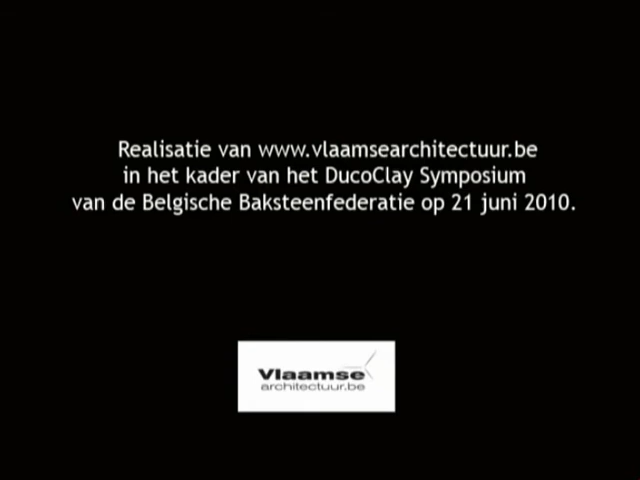 Realisatie van www.vlaamsearchitectuur.be
in het kader van het DucoClay Symposium
van de Belgische Baksteenfederatie op 21 juni 2010.
Vlaamse
architectuur.be